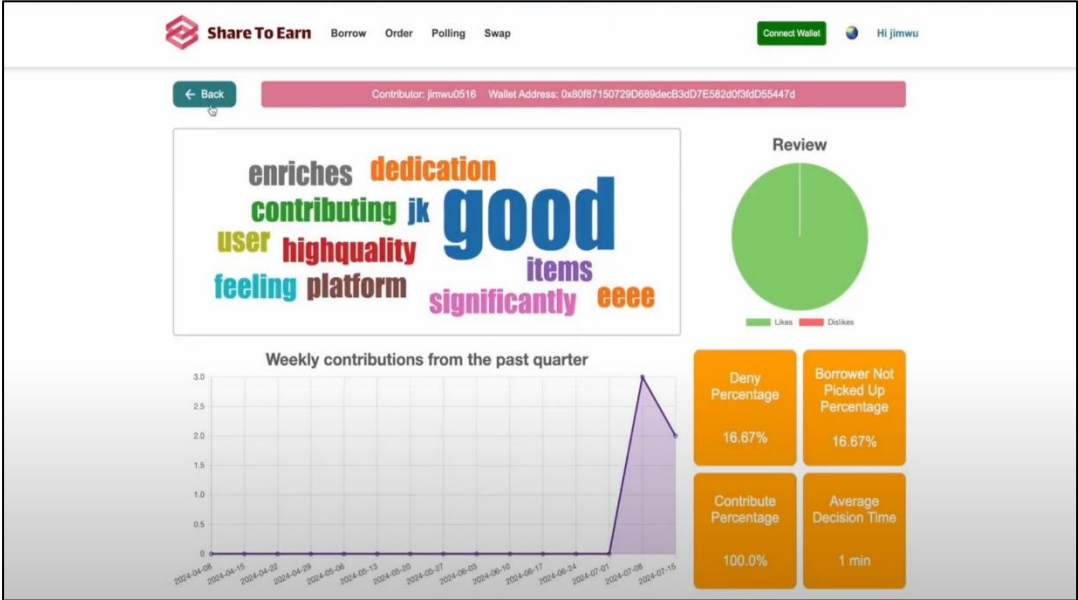 Share To Earn Borrow Order Polling Swap Connect Wallet Hi jimwu
← Back
Contributor: jimwu0516 Wallet Address: 0x80f87150729D689decB3dD7E582d0f3fdD55447d
enriches dedication
contributing jk good
user highquality
items
feeling platform
significantly eeee
Review
Likes Dislikes
Weekly contributions from the past quarter
3.0
2.5
2.0
1.5
1.0
0.5
0
2024-04-08 2024-04-15 2024-04-22 2024-04-29 2024-05-06 2024-05-13 2024-05-20 2024-05-27 2024-06-03 2024-06-10 2024-06-17 2024-06-24 2024-07-01 2024-07-08 2024-07-15
Deny
Percentage
16.67%
Borrower Not
Picked Up
Percentage
16.67%
Contribute
Percentage
100.0%
Average
Decision Time
1 min